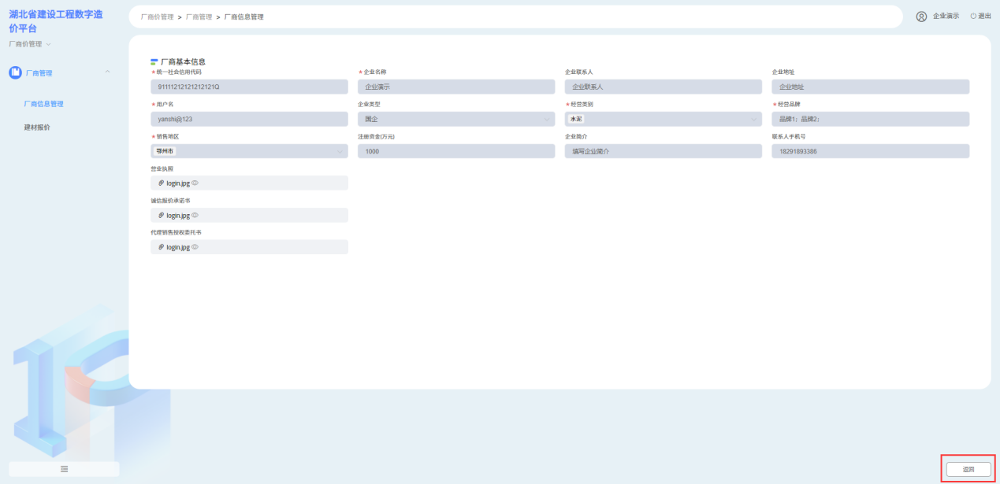 湖北省建设工程数字造
价平台
厂商价管理
厂商管理
厂商信息管理
建材报价
厂商价管理 > 厂商管理 > 厂商信息管理
企业演示 退出
厂商基本信息
*统一社会信用代码 *企业名称 企业联系人 企业地址
91111212121212121Q 企业演示 企业联系人 企业地址
*用户名 企业类型 *经营类别 *经营品牌
yanshi@123 国企 水泥 品牌1；品牌2；
*销售地区 注册资金(万元) 企业简介 联系人手机号
鄂州市 1000 填写企业简介 18291893386
营业执照
login.jpg
诚信报价承诺书
login.jpg
代理销售授权委托书
login.jpg
返回